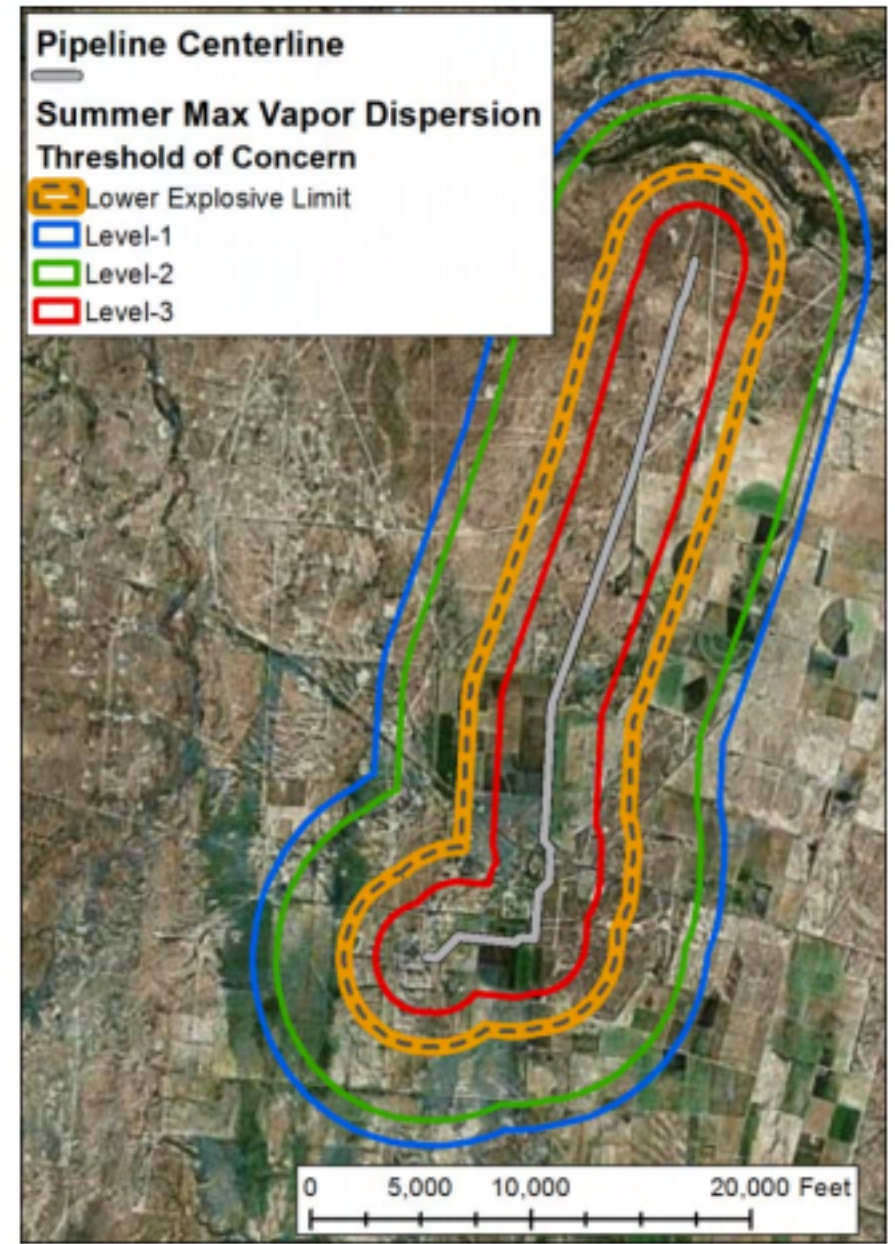 Pipeline Centerline
Summer Max Vapor Dispersion
Threshold of Concern
Lower Explosive Limit
Level-1
Level-2
Level-3
0 5,000 10,000 20,000 Feet